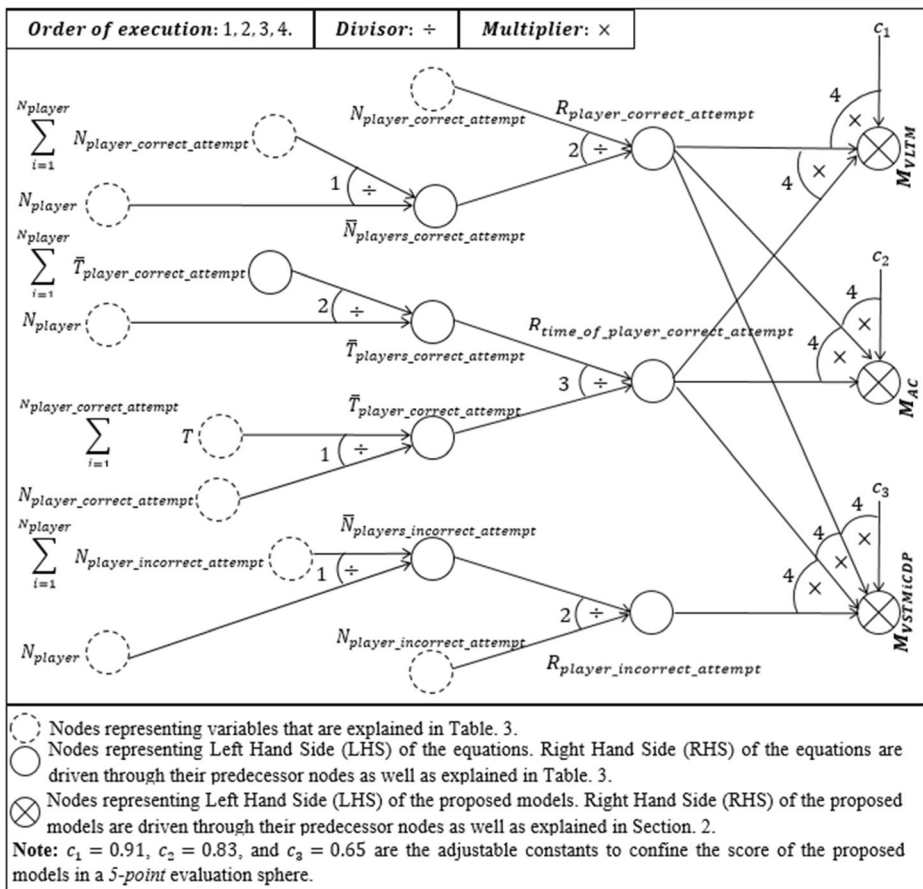 Order of execution: 1, 2, 3, 4.
Divisor: ÷
Multiplier: ×
c₁
N_player_correct_attempt
R_player_correct_attempt
4
×
N_player
∑ N_player_correct_attempt
i=1
2 ÷
4 ×
M_VLTM
1 ÷
N_player
N̄_players_correct_attempt
N_player
∑ T̄_player_correct_attempt
i=1
c₂
2 ÷
N_player
4
×
R_time_of_player_correct_attempt
T̄_players_correct_attempt
4
×
3 ÷
M_AC
T̄_player_correct_attempt
N_player_correct_attempt
∑ T
i=1
1 ÷
c₃
N_player_correct_attempt
N̄_players_incorrect_attempt
4
×
4
×
N_player
∑ N_player_incorrect_attempt
i=1
1 ÷
4
×
2 ÷
M_VSTMiCDP
N_player_incorrect_attempt
N_player
R_player_incorrect_attempt
Nodes representing variables that are explained in Table. 3.
Nodes representing Left Hand Side (LHS) of the equations. Right Hand Side (RHS) of the equations are
driven through their predecessor nodes as well as explained in Table. 3.
Nodes representing Left Hand Side (LHS) of the proposed models. Right Hand Side (RHS) of the proposed
models are driven through their predecessor nodes as well as explained in Section. 2.
Note: c₁ = 0.91, c₂ = 0.83, and c₃ = 0.65 are the adjustable constants to confine the score of the proposed
models in a 5-point evaluation sphere.